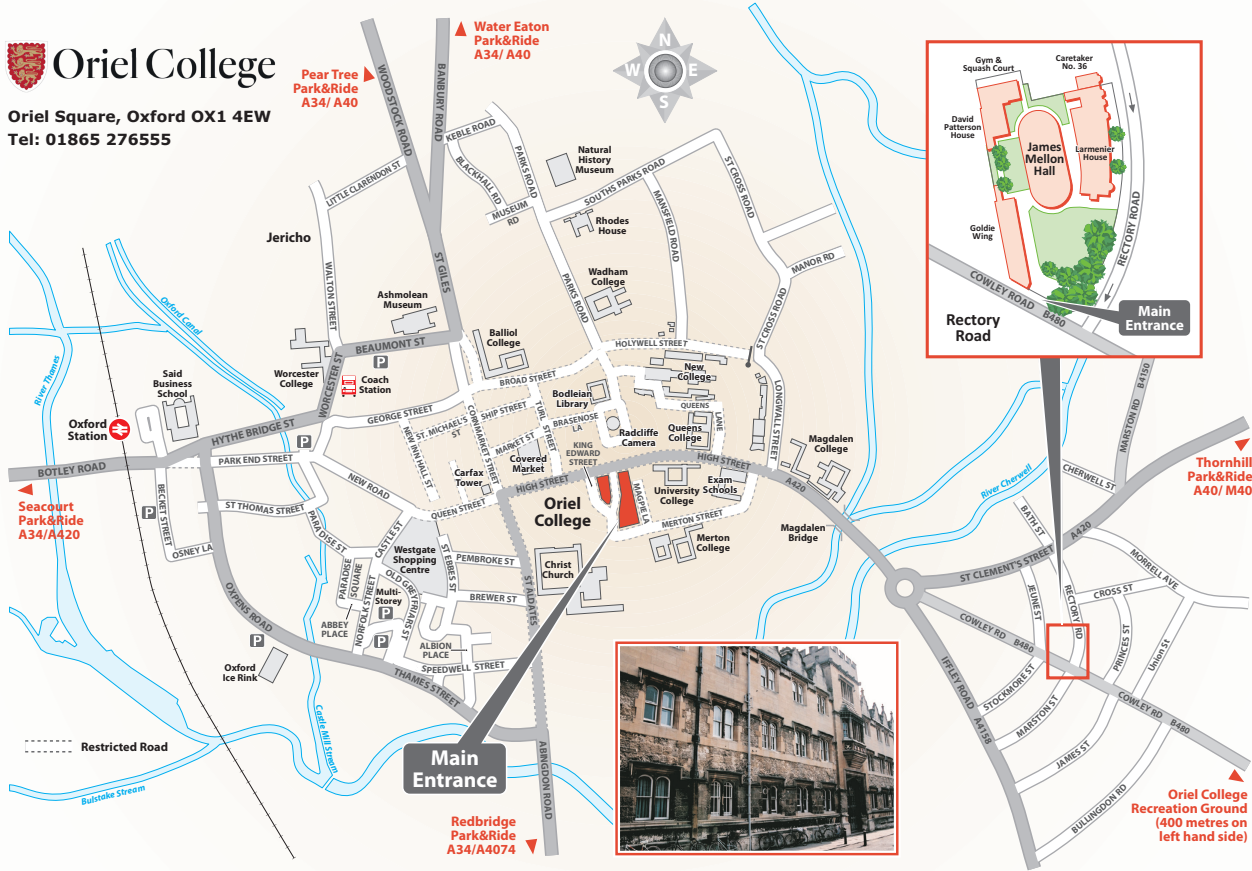 Oriel College
Oriel Square, Oxford OX1 4EW
Tel: 01865 276555
Pear Tree
Park&Ride
A34/ A40
Water Eaton
Park&Ride
A34/ A40
N
W
E
S
WOODSTOCK ROAD
BANBURY ROAD
KEBLE ROAD
BLACKHALL RD
MUSEUM
RD
PARKS ROAD
Natural
History
Museum
SOUTHS PARKS ROAD
ST CROSS ROAD
MANSFIELD ROAD
Rhodes
House
LITTLE CLARENDON ST
Jericho
WALTON STREET
ST GILES
Wadham
College
PARKS ROAD
MANOR RD
ST CROSS ROAD
Ashmolean
Museum
BEAUMONT ST
P
Balliol
College
HOLYWELL STREET
New
College
Worcester
College
WORCESTER ST
Coach
Station
BROAD STREET
Bodleian
Library
QUEENS
LANE
LONGWALL STREET
GEORGE STREET
CORNMARKET STREET
SHIP STREET
ST. MICHAEL'S
ST
TURL STREET
BRASENOSE
LA
NEW INN HALL ST
MARKET ST
Covered
Market
KING
EDWARD
STREET
Radcliffe
Camera
Queens
College
Magdalen
College
Oxford Canal
River Thames
Said
Business
School
Oxford
Station
HYTHE BRIDGE ST
P
BOTLEY ROAD
PARK END STREET
Seacourt
Park&Ride
A34/A420
BECKET STREET
P
OSNEY LA
NEW ROAD
ST THOMAS STREET
PARADISE ST
CASTLE ST
Carfax
Tower
QUEEN STREET
HIGH STREET
HIGH STREET
A420
Oriel
College
MAGPIE LA
University
College
Exam
Schools
MERTON STREET
Merton
College
Magdalen
Bridge
Westgate
Shopping
Centre
ST EBBES ST
PEMBROKE ST
Christ
Church
PARADISE
SQUARE
NORFOLK STREET
OLD GREYFRIARS ST
Multi-
Storey
P
P
BREWER ST
ST ALDATES
ABBEY
PLACE
ALBION
PLACE
SPEEDWELL STREET
OXPENS ROAD
P
Oxford
Ice Rink
THAMES STREET
Castle Mill Stream
Restricted Road
Bulstake Stream
Main
Entrance
ABINGDON ROAD
Redbridge
Park&Ride
A34/A4074
Gym &
Squash Court
Caretaker
No. 36
David
Patterson
House
James
Mellon
Hall
Larmenier
House
Goldie
Wing
RECTORY ROAD
COWLEY ROAD
B480
Main
Entrance
Rectory
Road
MARSTON RD
B4150
Thornhill
Park&Ride
A40/ M40
CHERWELL ST
River Cherwell
BATH ST
A420
ST CLEMENT'S STREET
MORRELL AVE
JEUNE ST
RECTORY RD
CROSS ST
COWLEY RD
B480
PRINCES ST
Union St
STOCKMORE ST
MARSTON ST
COWLEY RD
B480
IFFLEY ROAD
A4158
JAMES ST
BULLINGDON RD
Oriel College
Recreation Ground
(400 metres on
left hand side)